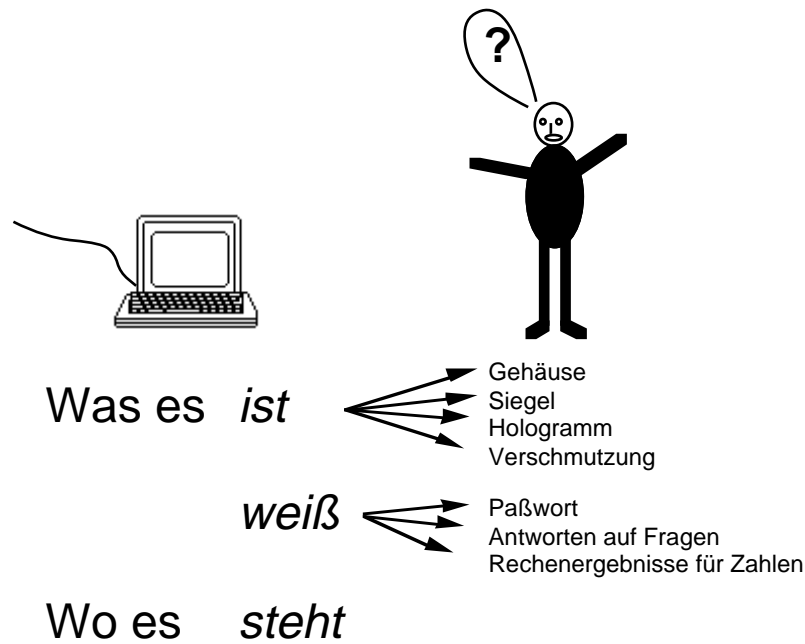 ?
Was es ist
Gehäuse
Siegel
Hologramm
Verschmutzung
weiß
Paßwort
Antworten auf Fragen
Rechenergebnisse für Zahlen
Wo es steht